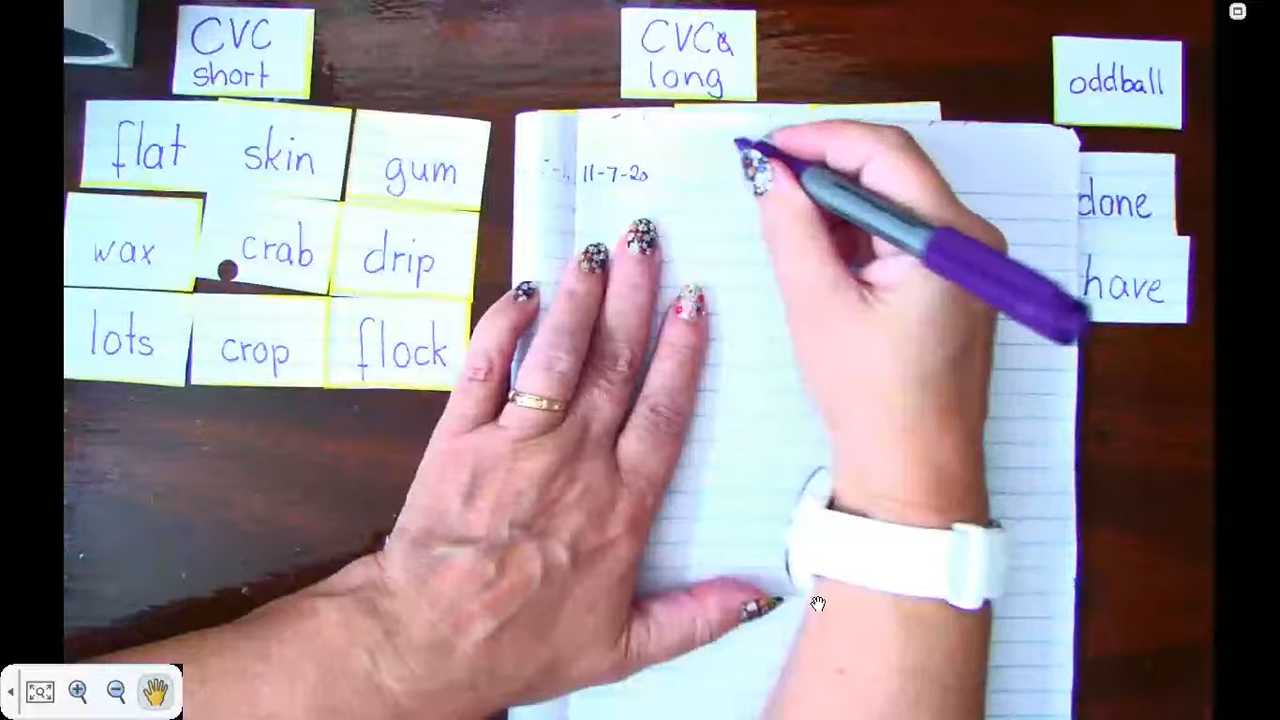 CVC
short
CVCe
long
oddball
flat
skin
gum
wax
crab
drip
lots
crop
flock
11-7-20
done
have